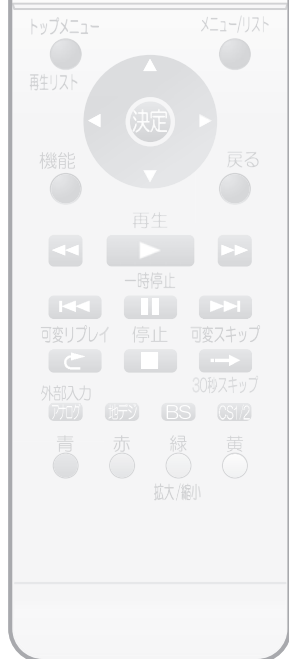 トップメニュー メニュー/リスト
再生リスト
決定
機能 戻る
再生
一時停止
可変リプレイ 停止 可変スキップ
外部入力 30秒スキップ
アナログ 地デジ BS CS1/2
青 赤 緑 黄
拡大/縮小